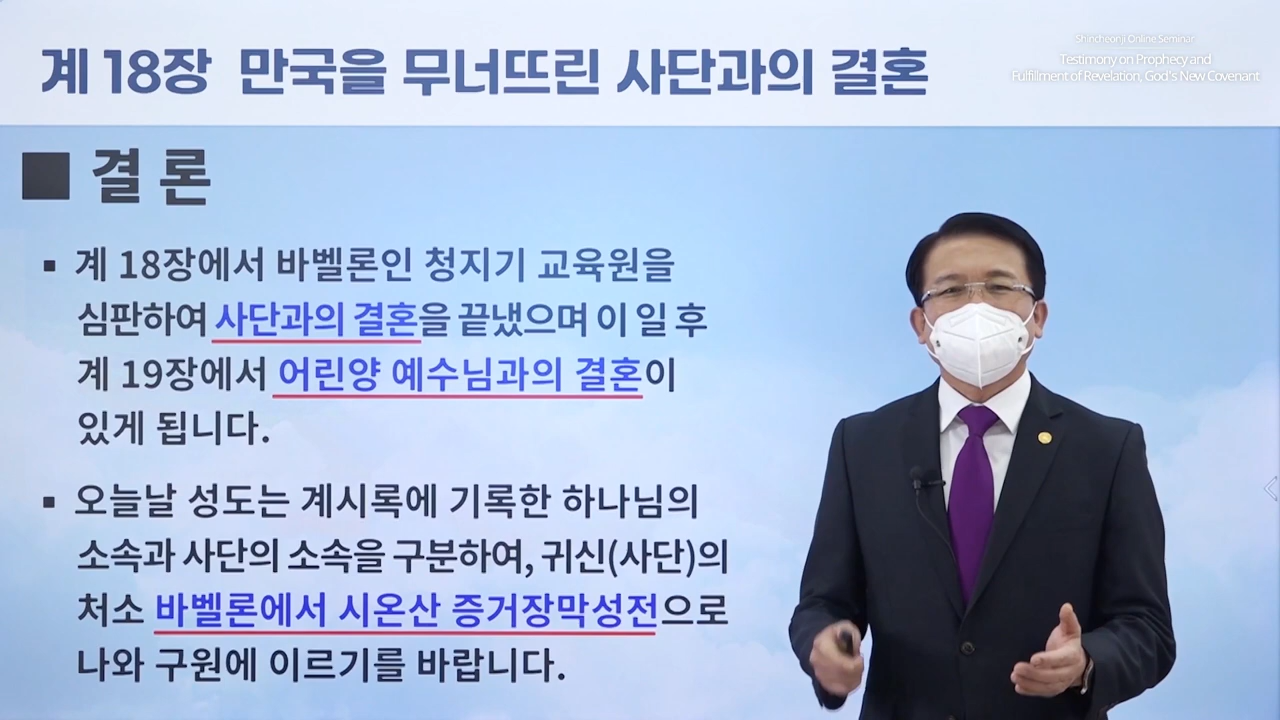 계 18장 만국을 무너뜨린 사단과의 결혼
Shincheonji Online Seminar
Testimony on Prophecy and
Fulfillment of Revelation, God's New Covenant
■ 결 론
▪ 계 18장에서 바벨론인 청지기 교육원을
심판하여 사단과의 결혼을 끝냈으며 이 일 후
계 19장에서 어린양 예수님과의 결혼이
있게 됩니다.
▪ 오늘날 성도는 계시록에 기록한 하나님의
소속과 사단의 소속을 구분하여, 귀신(사단)의
처소 바벨론에서 시온산 증거장막성전으로
나와 구원에 이르기를 바랍니다.